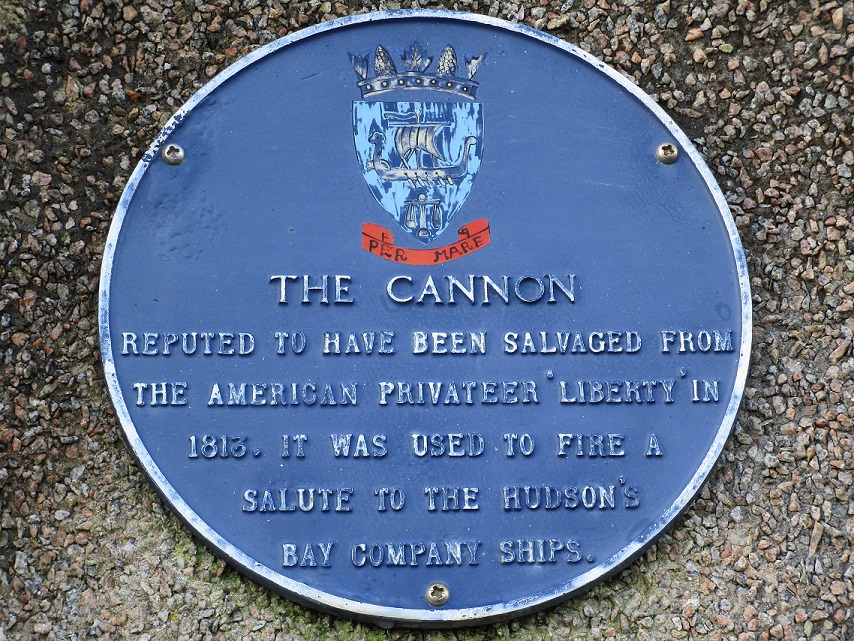 PER MARE
THE CANNON
REPUTED TO HAVE BEEN SALVAGED FROM
THE AMERICAN PRIVATEER 'LIBERTY' IN
1813. IT WAS USED TO FIRE A
SALUTE TO THE HUDSON'S
BAY COMPANY SHIPS.